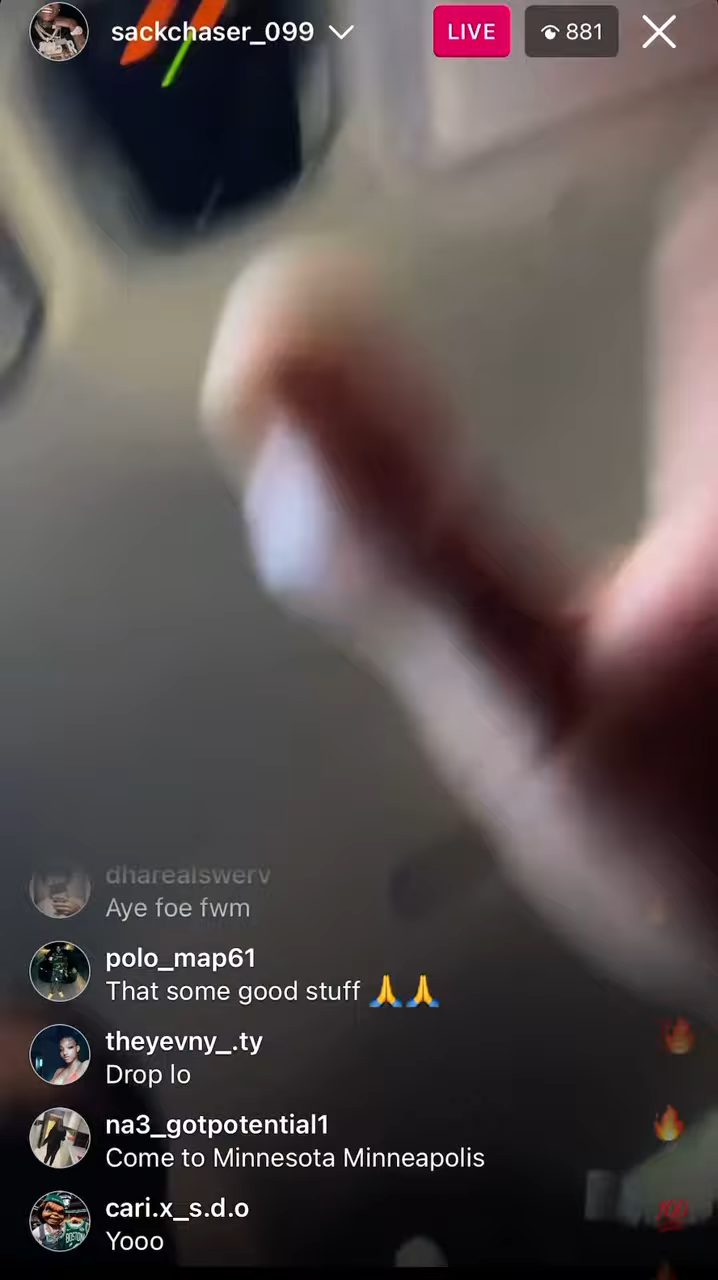 sackchaser_099
LIVE
881
dharealswerv
Aye foe fwm
polo_map61
That some good stuff 🙏🙏
theyevny_.ty
Drop lo
na3_gotpotential1
Come to Minnesota Minneapolis
cari.x_s.d.o
Yooo